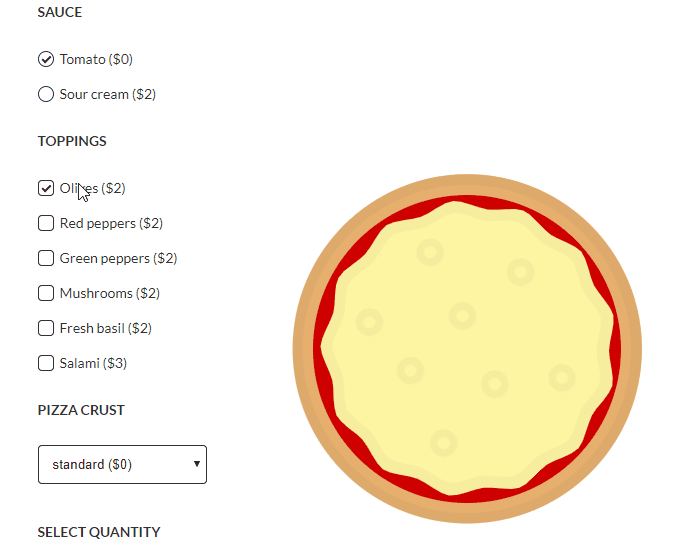 SAUCE
Tomato ($0)
Sour cream ($2)
TOPPINGS
Olives ($2)
Red peppers ($2)
Green peppers ($2)
Mushrooms ($2)
Fresh basil ($2)
Salami ($3)
PIZZA CRUST
standard ($0)
SELECT QUANTITY